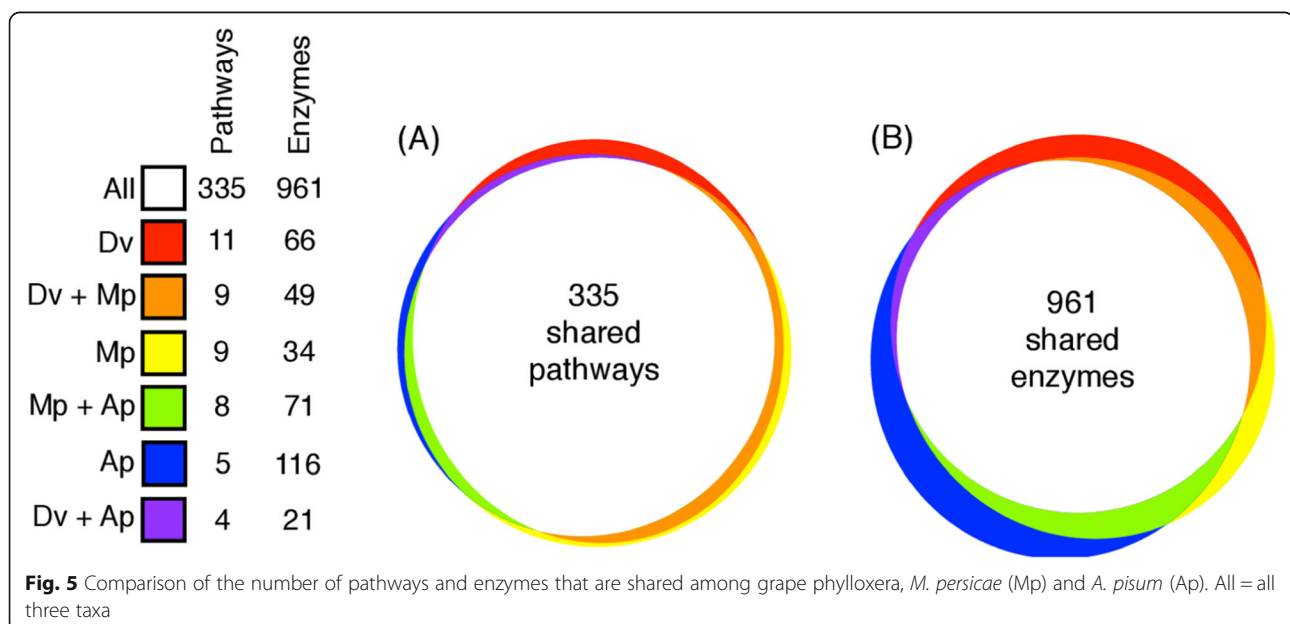 Pathways Enzymes
All 335 961
Dv 11 66
Dv + Mp 9 49
Mp 9 34
Mp + Ap 8 71
Ap 5 116
Dv + Ap 4 21
(A)
335
shared
pathways
(B)
961
shared
enzymes
Fig. 5 Comparison of the number of pathways and enzymes that are shared among grape phylloxera, M. persicae (Mp) and A. pisum (Ap). All = all
three taxa